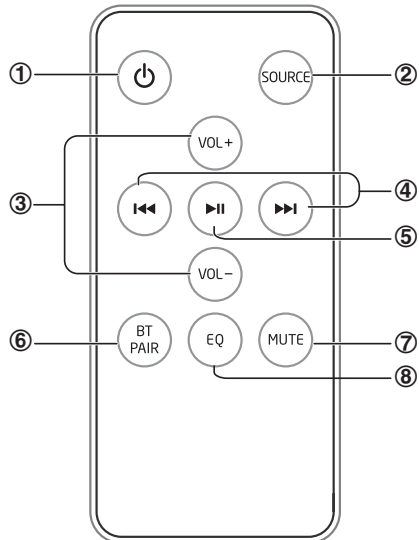 ① ②
SOURCE
VOL+
③ ④
⑤
VOL−
BT
PAIR
EQ
MUTE
⑥ ⑦
⑧